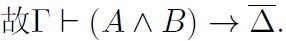 故Γ ⊢ (A ∧ B) → $\overline{\Delta}$.